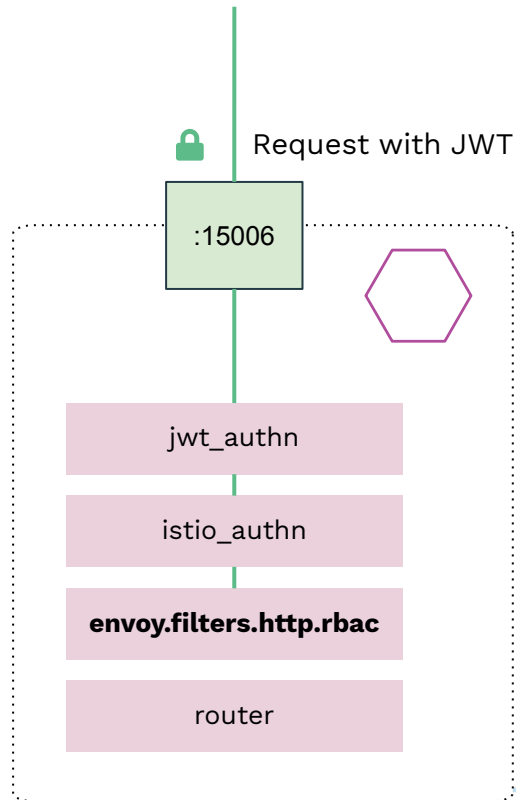 Request with JWT
:15006
jwt_authn
istio_authn
envoy.filters.http.rbac
router